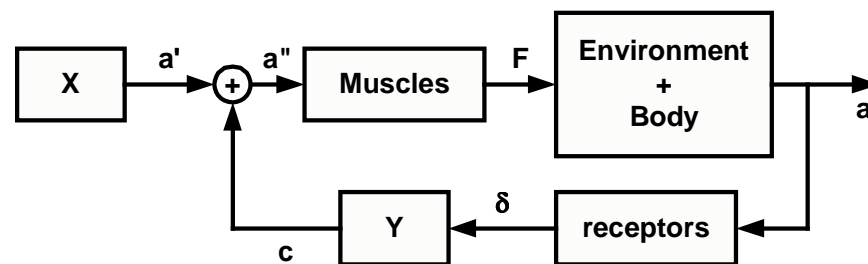 X
a'
+
a"
Muscles
F
Environment
+
Body
a
receptors
δ
Y
c